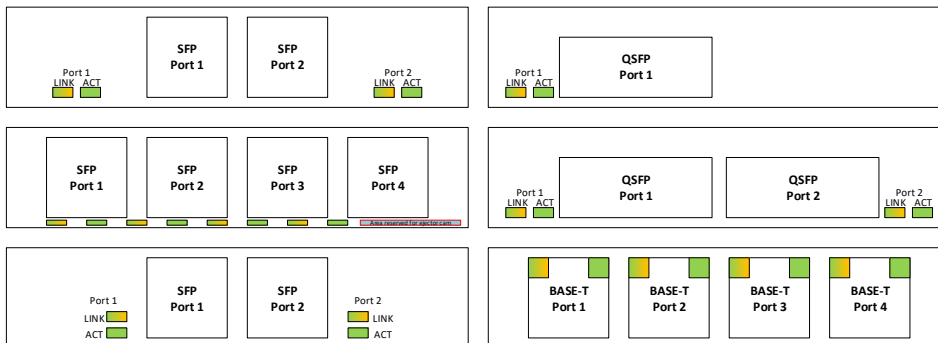 SFP
Port 1
SFP
Port 2
Port 1
LINK ACT
Port 2
LINK ACT
QSFP
Port 1
Port 1
LINK ACT
SFP
Port 1
SFP
Port 2
SFP
Port 3
SFP
Port 4
Area reserved for ejector cam
QSFP
Port 1
QSFP
Port 2
Port 1
LINK ACT
Port 2
LINK ACT
SFP
Port 1
SFP
Port 2
Port 1
LINK
ACT
Port 2
LINK
ACT
BASE-T
Port 1
BASE-T
Port 2
BASE-T
Port 3
BASE-T
Port 4